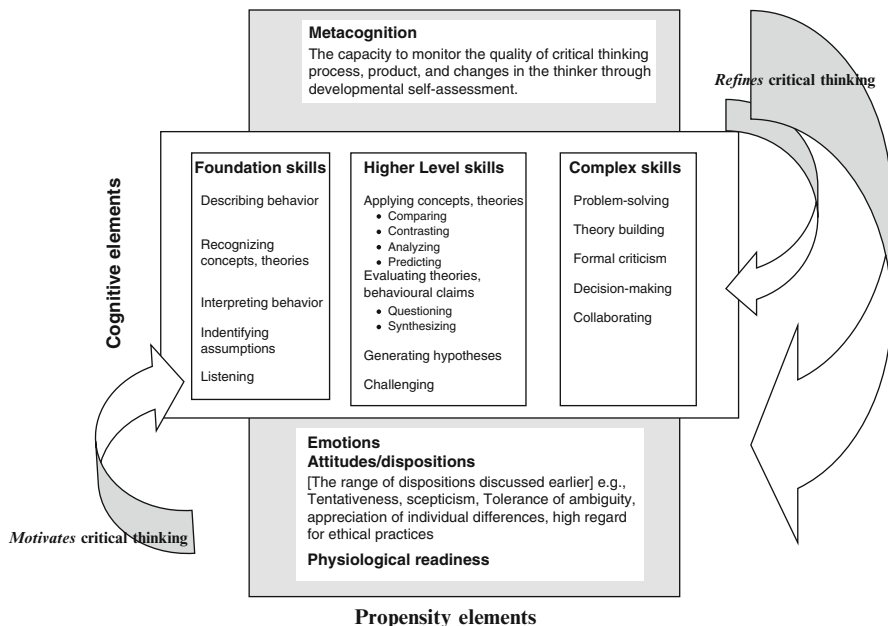 Metacognition
The capacity to monitor the quality of critical thinking
process, product, and changes in the thinker through
developmental self-assessment.
Refines critical thinking
Cognitive elements
Foundation skills
Describing behavior
Recognizing
concepts, theories
Interpreting behavior
Indentifying
assumptions
Listening
Higher Level skills
Applying concepts, theories
• Comparing
• Contrasting
• Analyzing
• Predicting
Evaluating theories,
behavioural claims
• Questioning
• Synthesizing
Generating hypotheses
Challenging
Complex skills
Problem-solving
Theory building
Formal criticism
Decision-making
Collaborating
Emotions
Attitudes/dispositions
[The range of dispositions discussed earlier] e.g.,
Tentativeness, scepticism, Tolerance of ambiguity,
appreciation of individual differences, high regard
for ethical practices
Physiological readiness
Motivates critical thinking
Propensity elements